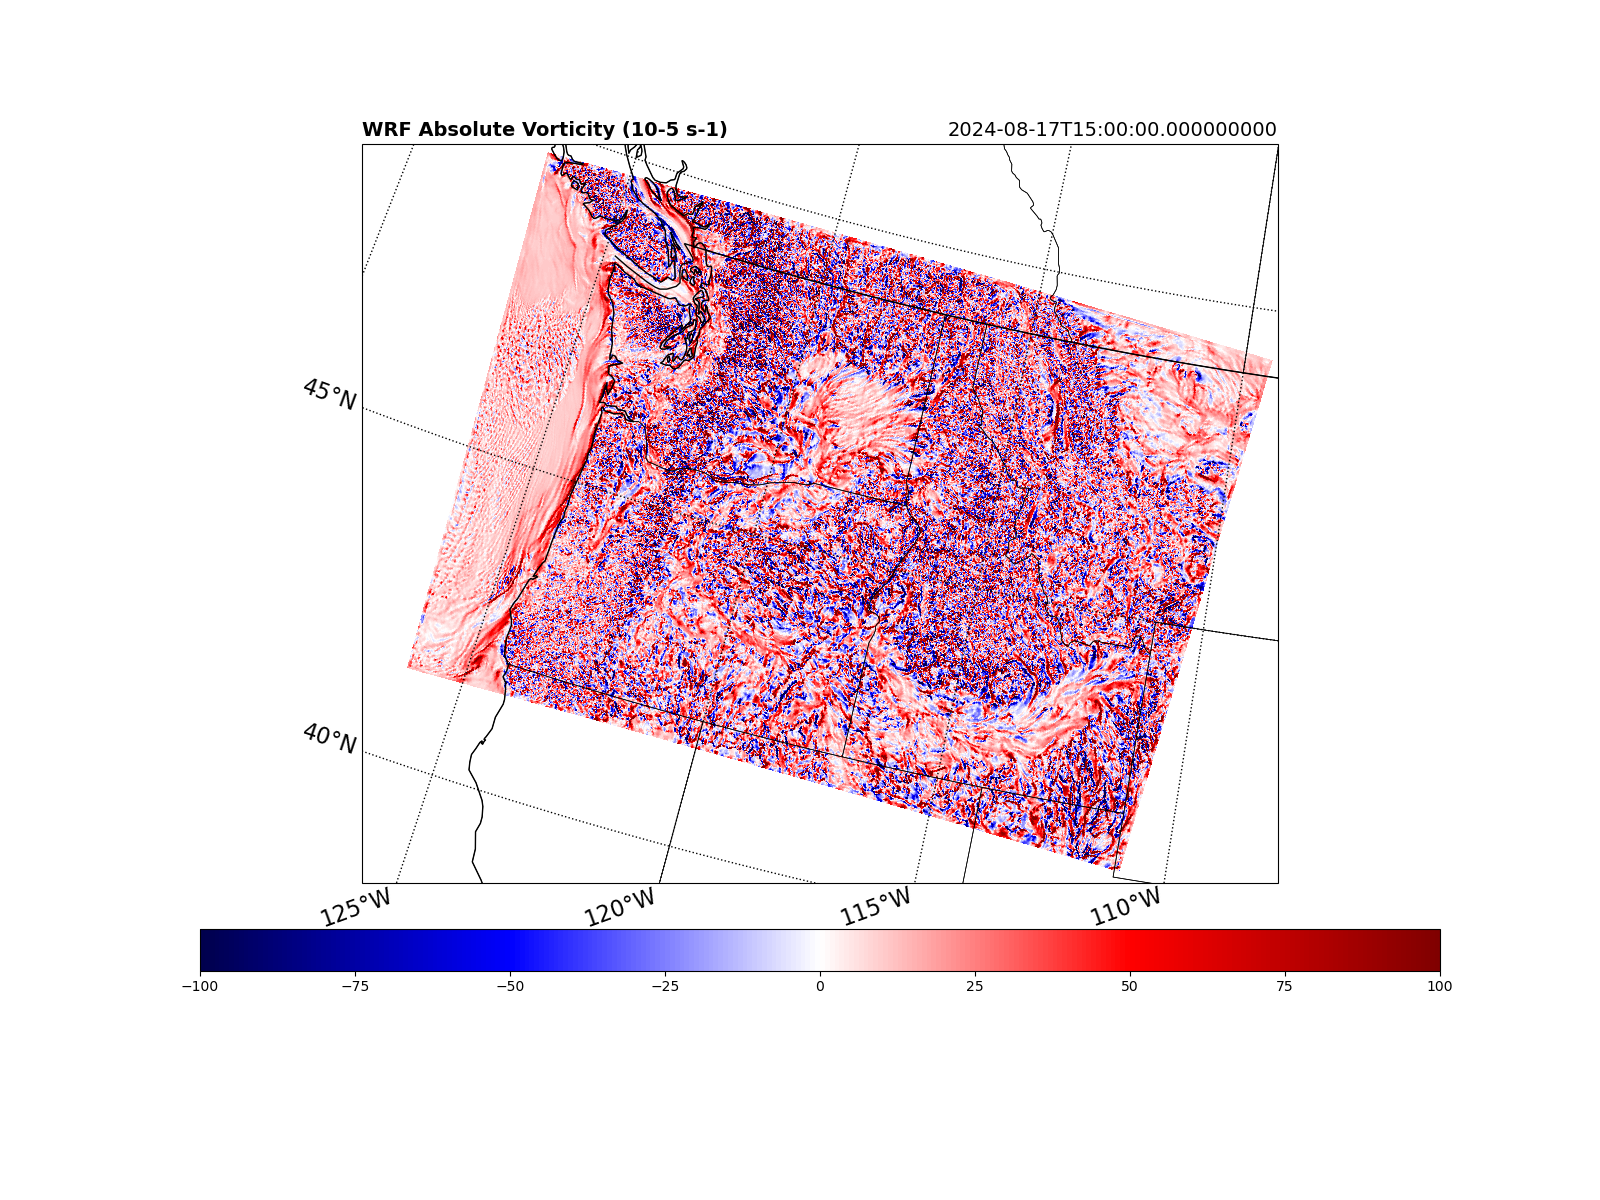 WRF Absolute Vorticity (10-5 s-1)
2024-08-17T15:00:00.000000000
45°N
40°N
125°W
120°W
115°W
110°W
−100
−75
−50
−25
0
25
50
75
100